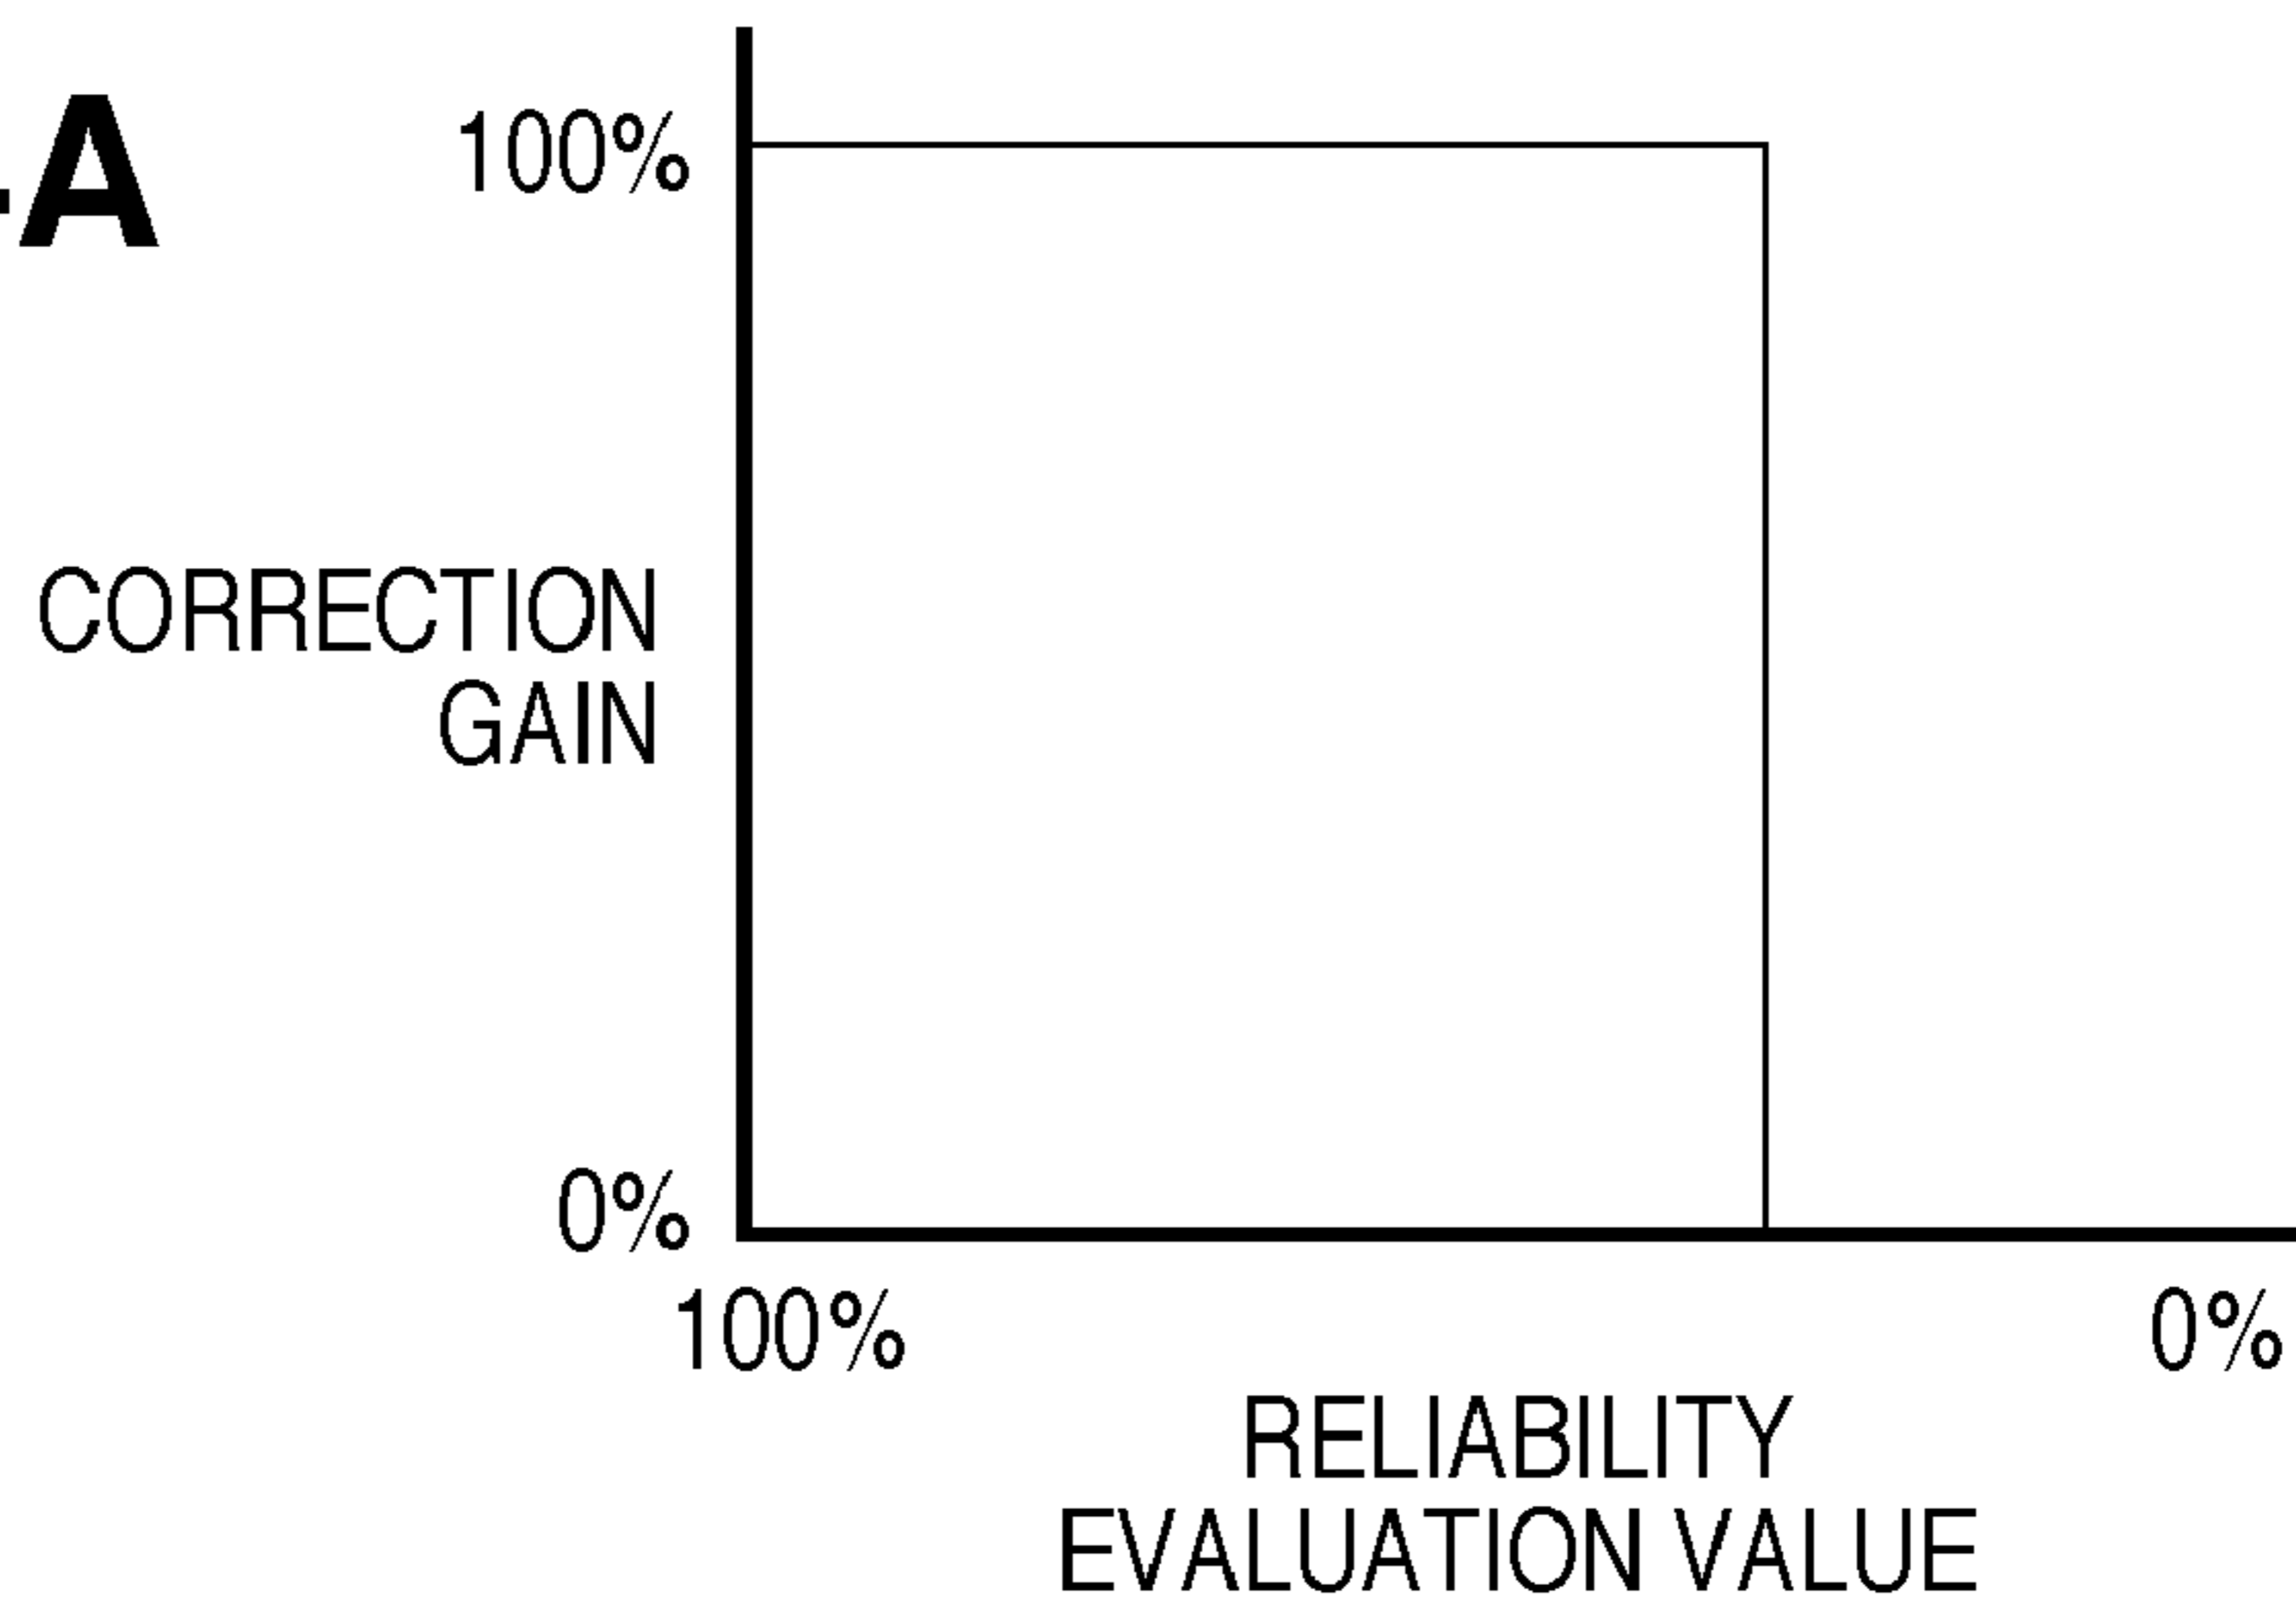 A
100%
CORRECTION
GAIN
0%
100%
0%
RELIABILITY
EVALUATION VALUE